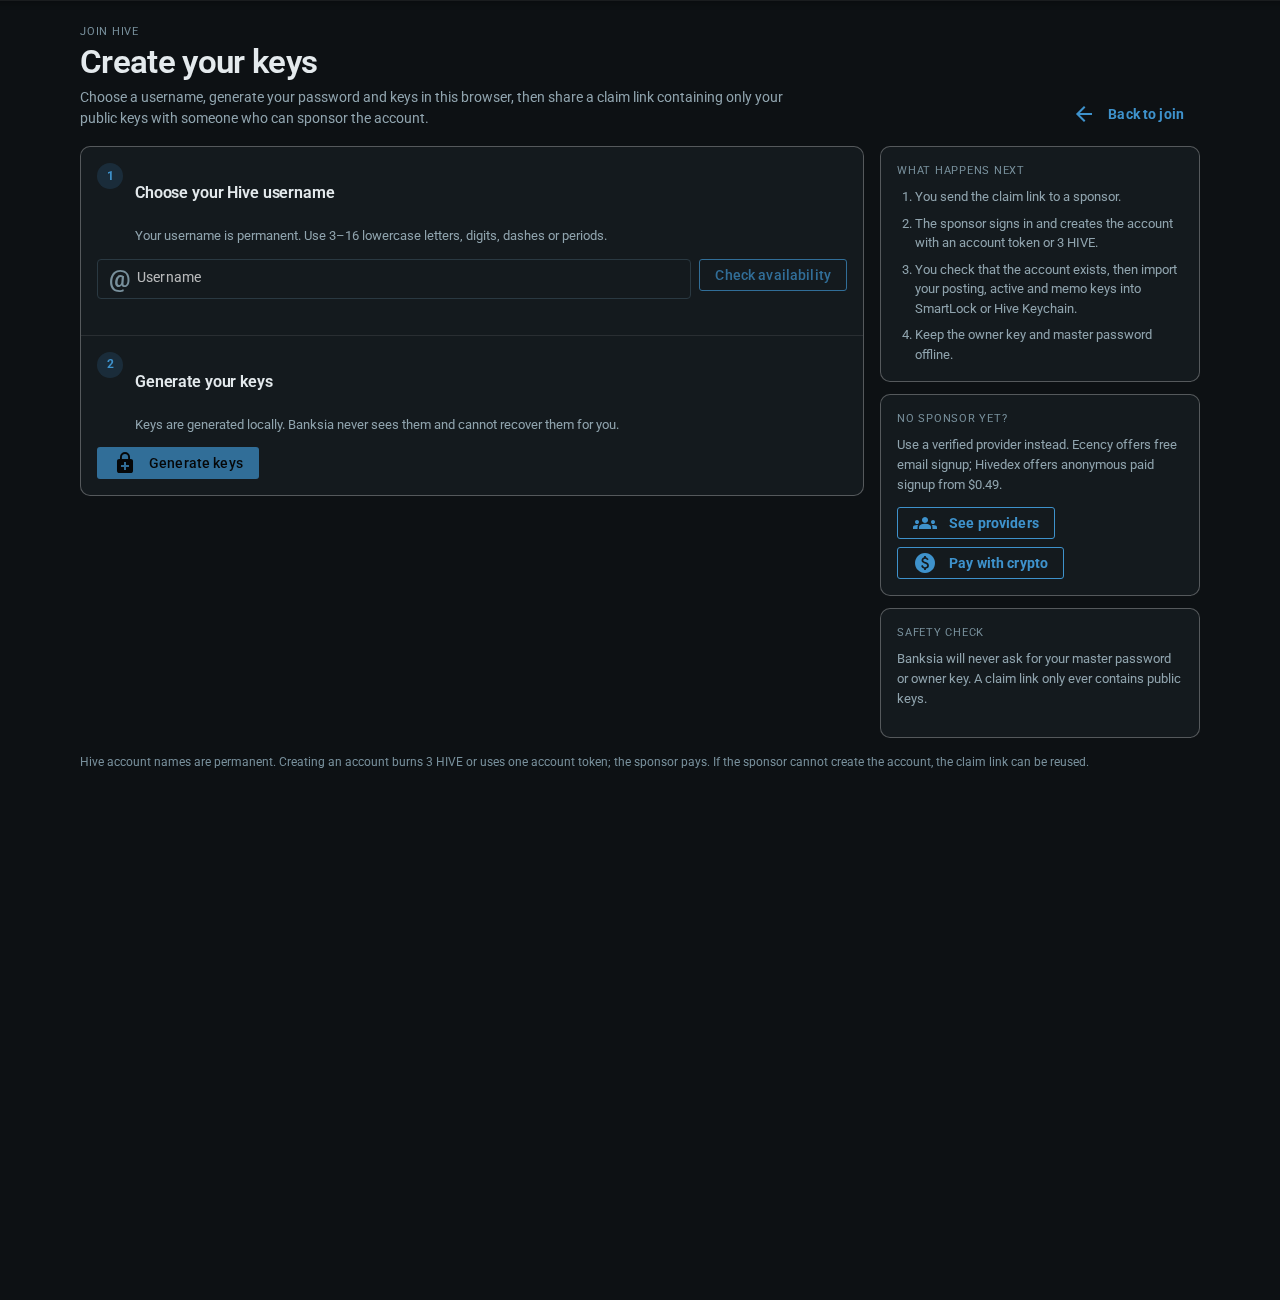 JOIN HIVE
Create your keys
Choose a username, generate your password and keys in this browser, then share a claim link containing only your
public keys with someone who can sponsor the account.
Back to join
1
Choose your Hive username
Your username is permanent. Use 3–16 lowercase letters, digits, dashes or periods.
@ Username
Check availability
2
Generate your keys
Keys are generated locally. Banksia never sees them and cannot recover them for you.
Generate keys
WHAT HAPPENS NEXT
1. You send the claim link to a sponsor.
2. The sponsor signs in and creates the account
with an account token or 3 HIVE.
3. You check that the account exists, then import
your posting, active and memo keys into
SmartLock or Hive Keychain.
4. Keep the owner key and master password
offline.
NO SPONSOR YET?
Use a verified provider instead. Ecency offers free
email signup; Hivedex offers anonymous paid
signup from $0.49.
See providers
Pay with crypto
SAFETY CHECK
Banksia will never ask for your master password
or owner key. A claim link only ever contains public
keys.
Hive account names are permanent. Creating an account burns 3 HIVE or uses one account token; the sponsor pays. If the sponsor cannot create the account, the claim link can be reused.